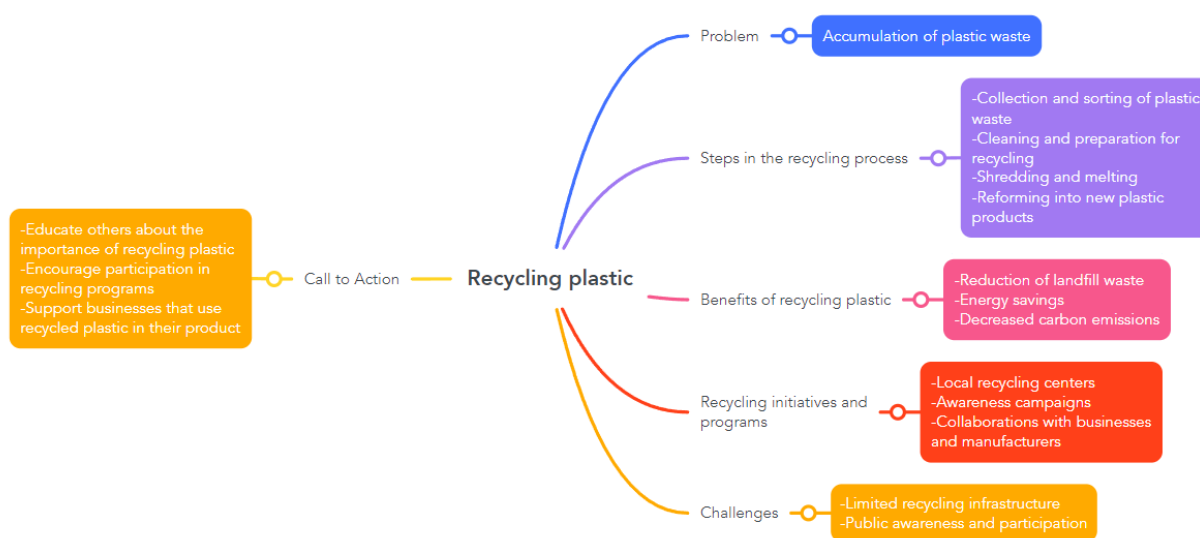 Problem
Accumulation of plastic waste
Steps in the recycling process
-Collection and sorting of plastic
waste
-Cleaning and preparation for
recycling
-Shredding and melting
-Reforming into new plastic
products
-Educate others about the
importance of recycling plastic
-Encourage participation in
recycling programs
-Support businesses that use
recycled plastic in their product
Call to Action
Recycling plastic
Benefits of recycling plastic
-Reduction of landfill waste
-Energy savings
-Decreased carbon emissions
Recycling initiatives and
programs
-Local recycling centers
-Awareness campaigns
-Collaborations with businesses
and manufacturers
Challenges
-Limited recycling infrastructure
-Public awareness and participation